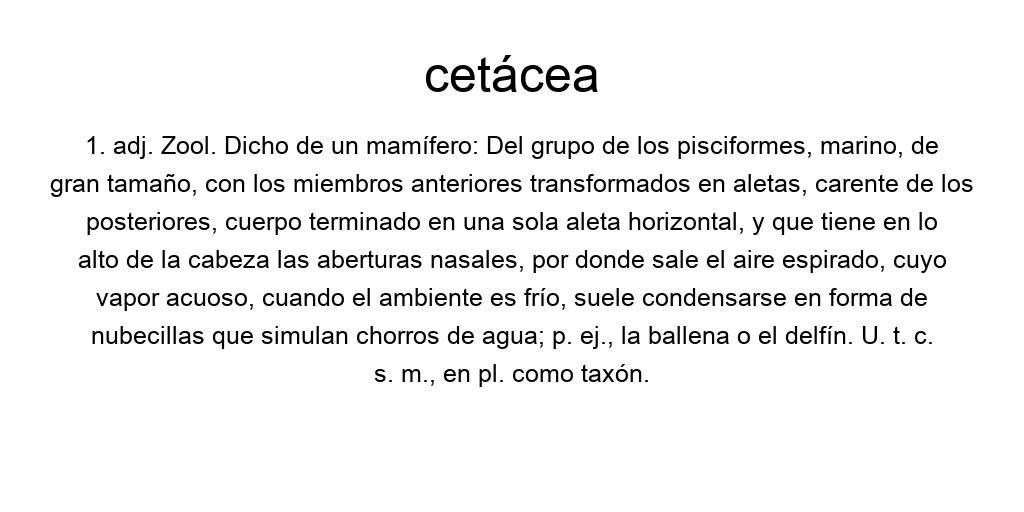 cetácea
1. adj. Zool. Dicho de un mamífero: Del grupo de los pisciformes, marino, de
gran tamaño, con los miembros anteriores transformados en aletas, carente de los
posteriores, cuerpo terminado en una sola aleta horizontal, y que tiene en lo
alto de la cabeza las aberturas nasales, por donde sale el aire espirado, cuyo
vapor acuoso, cuando el ambiente es frío, suele condensarse en forma de
nubecillas que simulan chorros de agua; p. ej., la ballena o el delfín. U. t. c.
s. m., en pl. como taxón.